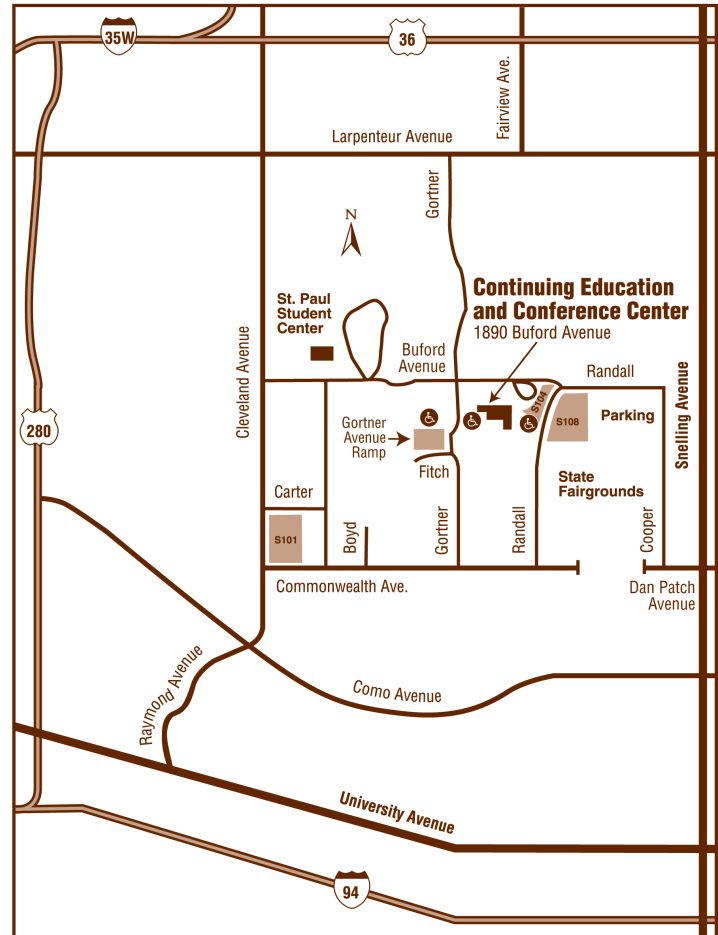 35W
36
Fairview Ave.
Larpenteur Avenue
Gortner
N
Continuing Education
and Conference Center
1890 Buford Avenue
St. Paul
Student
Center
Cleveland Avenue
Buford
Avenue
Randall
Snelling Avenue
S104
S108
Parking
280
Gortner
Avenue
Ramp
Fitch
State
Fairgrounds
Carter
S101
Boyd
Gortner
Randall
Cooper
Commonwealth Ave.
Dan Patch
Avenue
Raymond Avenue
Como Avenue
University Avenue
94